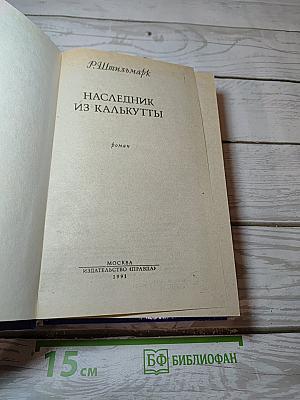 Р. Штильмарк
НАСЛЕДНИК
ИЗ КАЛЬКУТТЫ
роман
МОСКВА
ИЗДАТЕЛЬСТВО «ПРАВДА»
1991
15 см
БФ БИБЛИОФАН